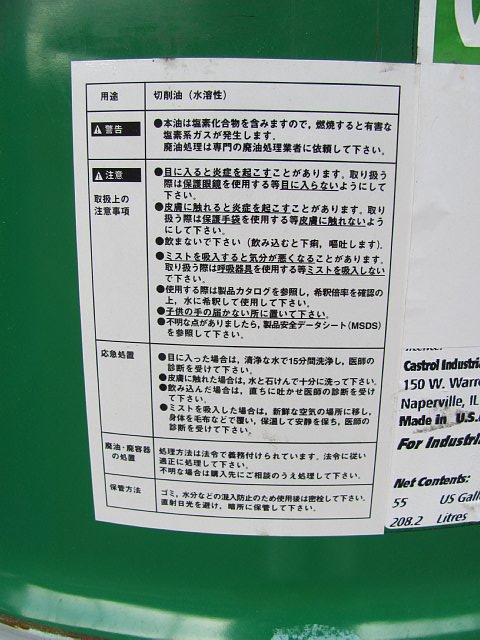 用途 切削油（水溶性）
警告 ●本油は塩素化合物を含みますので，燃焼すると有害な
塩素系ガスが発生します．
廃油処理は専門の廃油処理業者に依頼して下さい．
注意 ●目に入ると炎症を起こすことがあります．取り扱
取扱上の
注意事項
う際は保護眼鏡を使用する等目に入らないようにして
下さい．
●皮膚に触れると炎症を起こすことがあります．取り
扱う際は保護手袋を使用する等皮膚に触れないよう
にして下さい．
●飲まないで下さい（飲み込むと下痢，嘔吐します）．
●ミストを吸入すると気分が悪くなることがあります．
取り扱う際は呼吸器具を使用する等ミストを吸入しない
で下さい．
●使用する際は製品カタログを参照し，希釈倍率を確認の
上，水に希釈して使用して下さい．
●子供の手の届かない所に置いて下さい．
●不明な点がありましたら，製品安全データシート(MSDS)
を参照して下さい．
応急処置 ●目に入った場合は，清浄な水で15分間洗浄し，医師の
診断を受けて下さい．
●皮膚に触れた場合は，水と石けんで十分に洗って下さい．
●飲み込んだ場合は，直ちに吐かせ医師の診断を受け
て下さい．
●ミストを吸入した場合は，新鮮な空気の場所に移し，
身体を毛布などで覆い，保温して安静を保ち，医師の
診断を受けて下さい．
廃油・廃容器
の処置
処理方法は法令で義務付けられています．法令に従い
適正に処理して下さい．
不明な場合は購入先にご相談のうえ処理して下さい．
保管方法 ゴミ，水分などの混入防止のため使用後は密栓して下さい．
直射日光を避け，暗所に保管して下さい．
Castrol Industria
150 W. Warre
Naperville, IL
Made in U.S.
For Industria
Net Contents:
55 US Gall
208.2 Litres